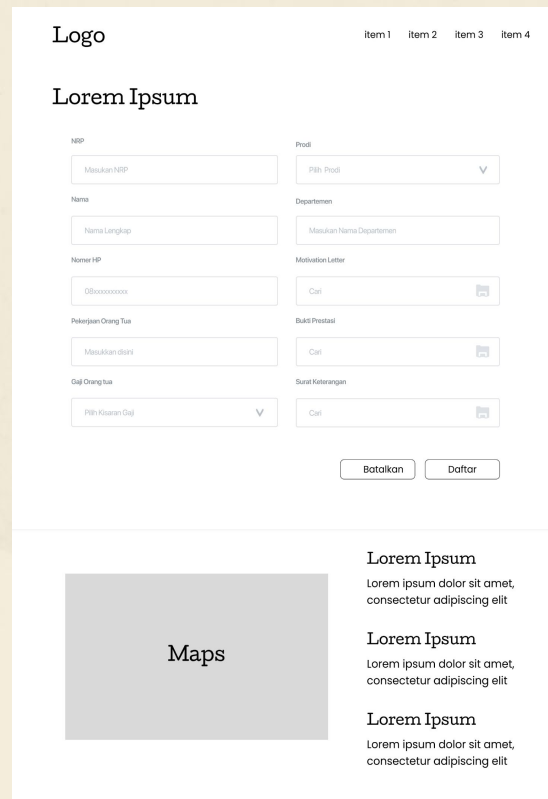 Logo
item 1 item 2 item 3 item 4
Lorem Ipsum
NRP
Masukan NRP
Prodi
Pilih Prodi
Nama
Nama Lengkap
Departemen
Masukan Nama Departemen
Nomer HP
08xxxxxxxxxx
Motivation Letter
Cari
Pekerjaan Orang Tua
Masukkan disini
Bukti Prestasi
Cari
Gaji Orang tua
Pilih Kisaran Gaji
Surat Keterangan
Cari
Batalkan Daftar
Maps
Lorem Ipsum
Lorem ipsum dolor sit amet,
consectetur adipiscing elit
Lorem Ipsum
Lorem ipsum dolor sit amet,
consectetur adipiscing elit
Lorem Ipsum
Lorem ipsum dolor sit amet,
consectetur adipiscing elit